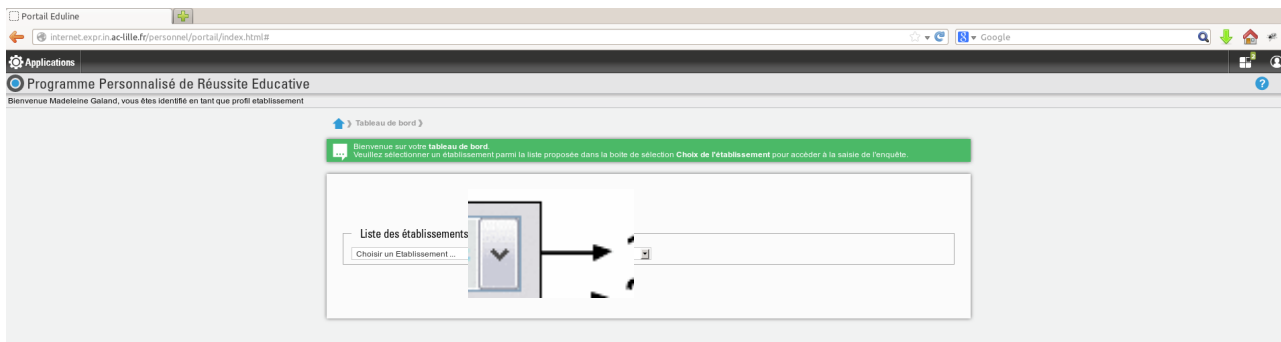 Portail Eduline
internet.expr.in.ac-lille.fr/personnel/portail/index.html#
Google
Applications
Programme Personnalisé de Réussite Educative
Bienvenue Madeleine Galand, vous êtes identifié en tant que profil etablissement
Tableau de bord
Bienvenue sur votre tableau de bord.
Veuillez sélectionner un établissement parmi la liste proposée dans la boite de sélection Choix de l'établissement pour accéder à la saisie de l'enquête.
Liste des établissements
Choisir un Etablissement ...